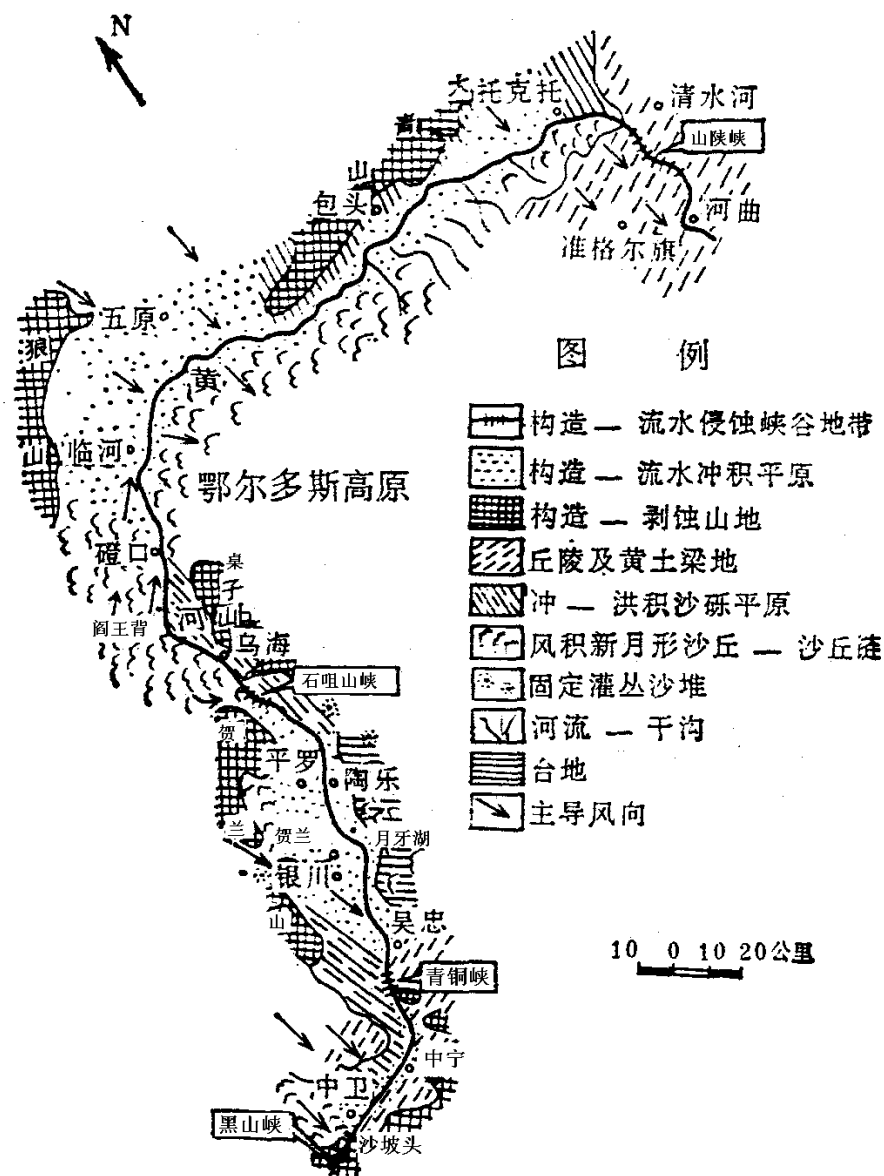 N
大托克托
青
山
清水河
山陕峡
包头
河曲
准格尔旗
五原
狼
山
黄
临河
鄂尔多斯高原
磴口
桌
子
山
河
阎王背
乌海
石咀山峡
贺
平罗
陶乐
兰
贺兰
月牙湖
银川
山
吴忠
青铜峡
中宁
中卫
黑山峡
沙坡头
图 例
构造 — 流水侵蚀峡谷地带
构造 — 流水冲积平原
构造 — 剥蚀山地
丘陵及黄土梁地
冲 — 洪积沙砾平原
风积新月形沙丘 — 沙丘涟
固定灌丛沙堆
河流 — 干沟
台地
主导风向
10 0 10 20公里